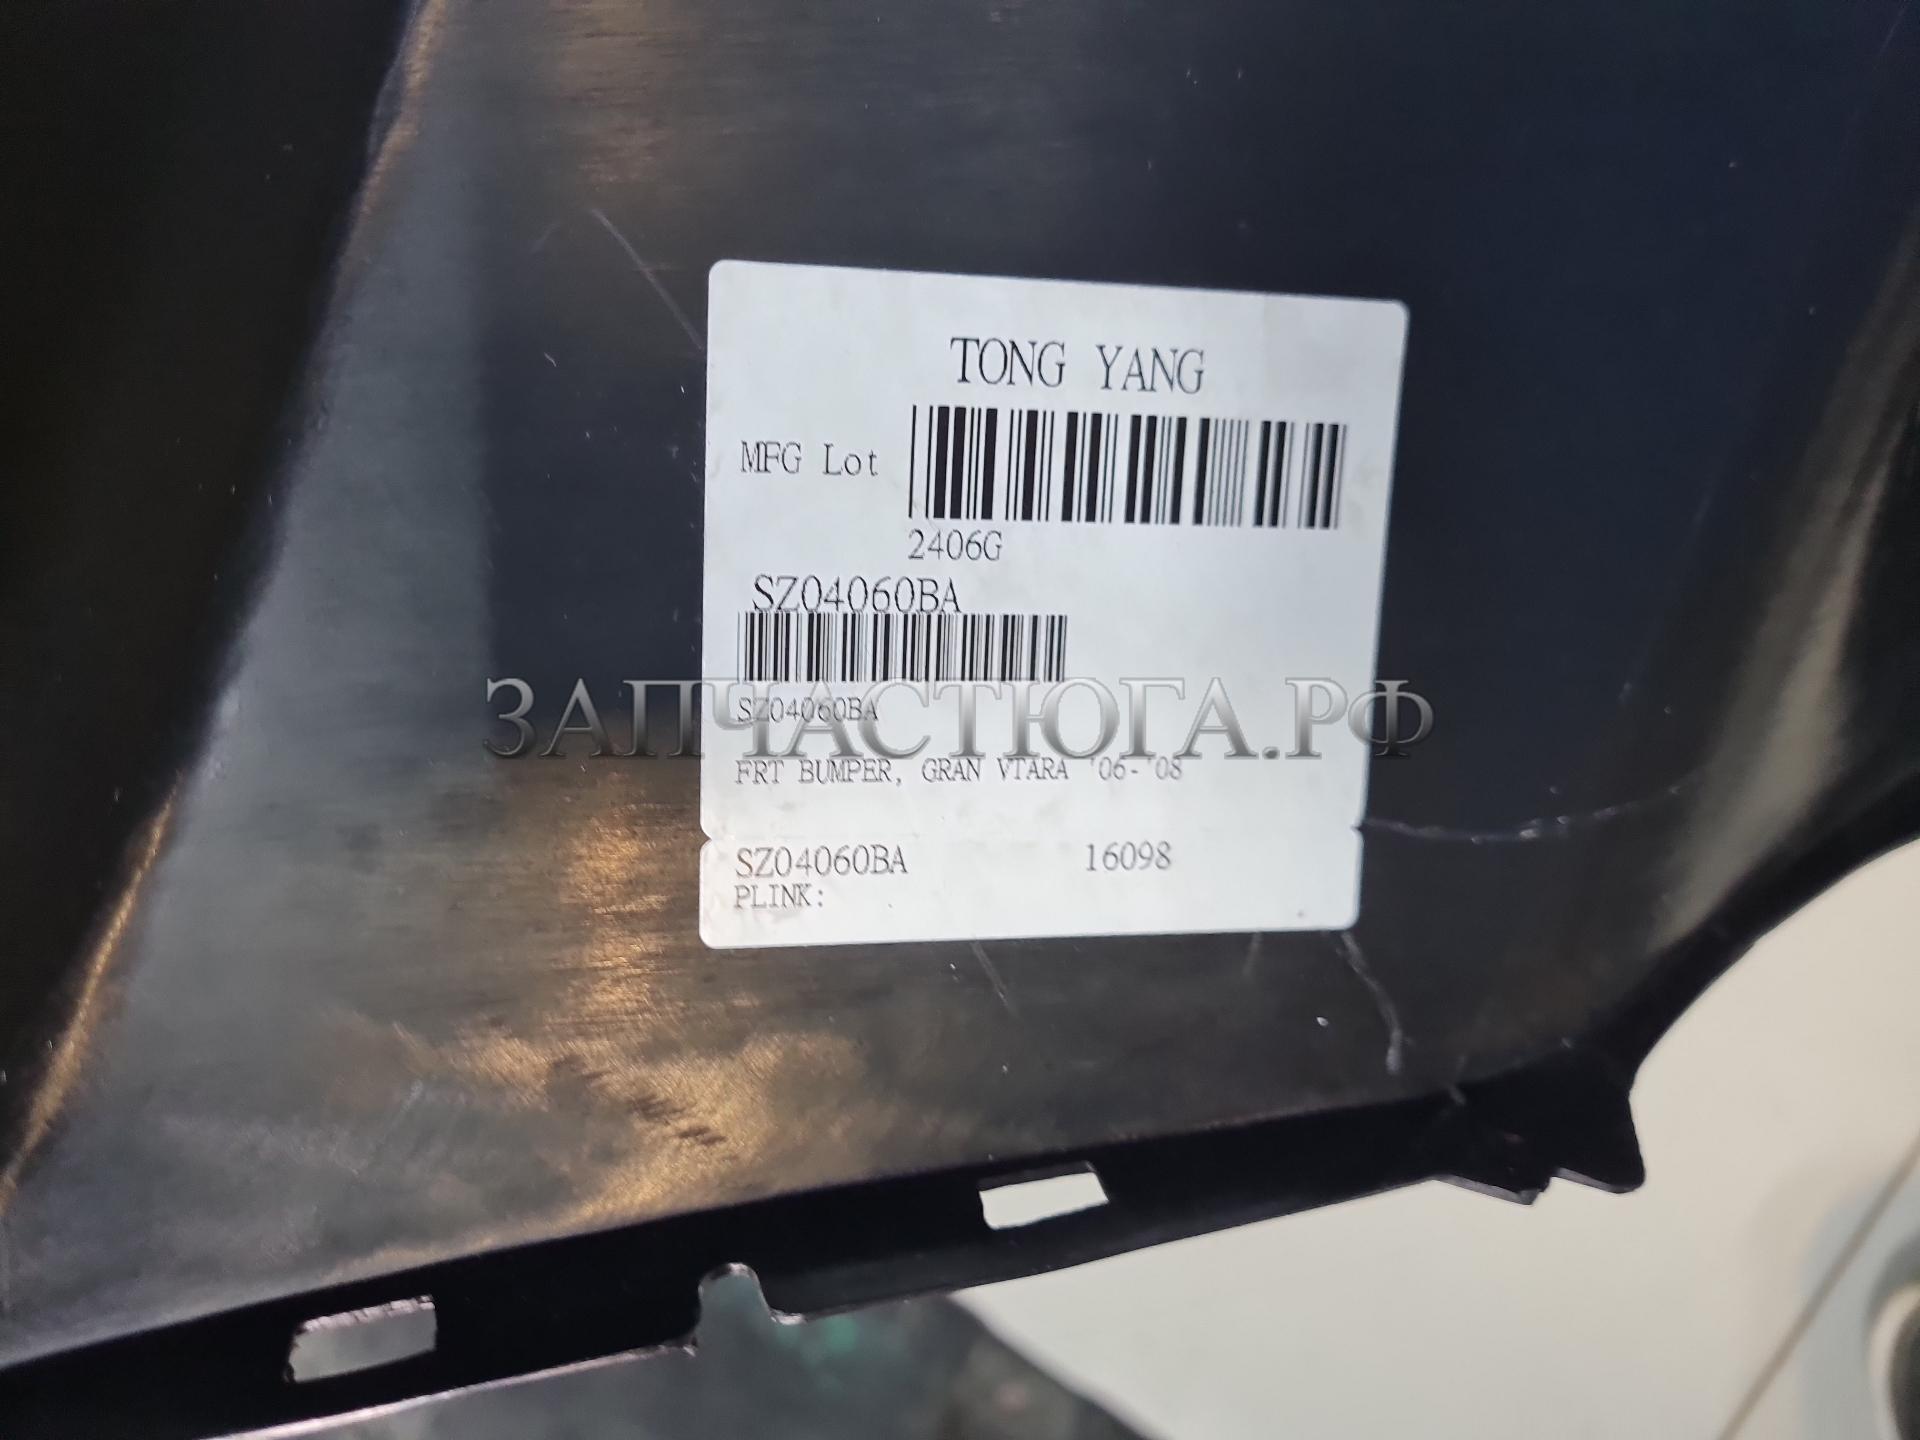 TONG YANG
MFG Lot
2406G
SZ04060BA
SZ04060BA
ЗАПЧАСТЮГА.РФ
FRT BUMPER, GRAN VTARA '06-'08
SZ04060BA 16098
PLINK: